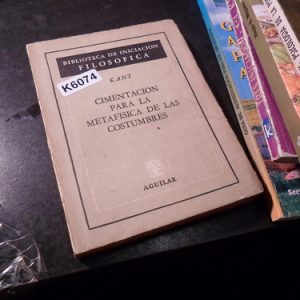 BIBLIOTECA DE INICIACION
FILOSOFICA
K6074
KANT
CIMENTACION
PARA LA
METAFISICA DE LAS
COSTUMBRES
AGUILAR